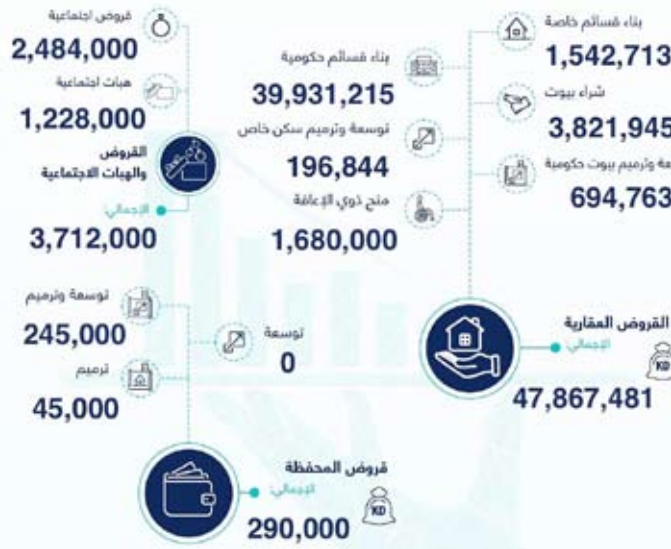 بناء قسائم خاصة
1,542,713
شراء بيوت
3,821,945
وترميم بيوت حكومية
694,763
بناء قسائم حكومية
39,931,215
توسعة وترميم سكن خاص
196,844
منح ذوي الإعاقة
1,680,000
القروض العقارية
الإجمالي:
KD
47,867,481
قروض اجتماعية
2,484,000
هبات اجتماعية
1,228,000
القروض
والهبات الاجتماعية
الإجمالي:
3,712,000
توسعة وترميم
245,000
توسعة
0
ترميم
45,000
قروض المحفظة
الإجمالي:
KD
290,000